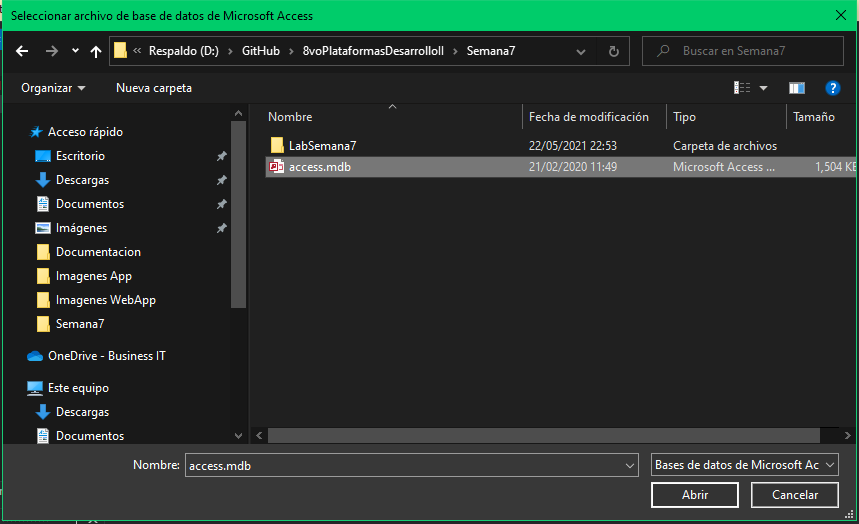 Seleccionar archivo de base de datos de Microsoft Access
Respaldo (D:) GitHub 8voPlataformasDesarrolloII Semana7
Buscar en Semana7
Organizar Nueva carpeta
Acceso rápido
Escritorio
Descargas
Documentos
Imágenes
Documentacion
Imagenes App
Imagenes WebApp
Semana7
OneDrive - Business IT
Este equipo
Descargas
Documentos
Nombre Fecha de modificación Tipo Tamaño
LabSemana7 22/05/2021 22:53 Carpeta de archivos
access.mdb 21/02/2020 11:49 Microsoft Access ... 1,504 KB
Nombre: access.mdb
Bases de datos de Microsoft Ac
Abrir Cancelar